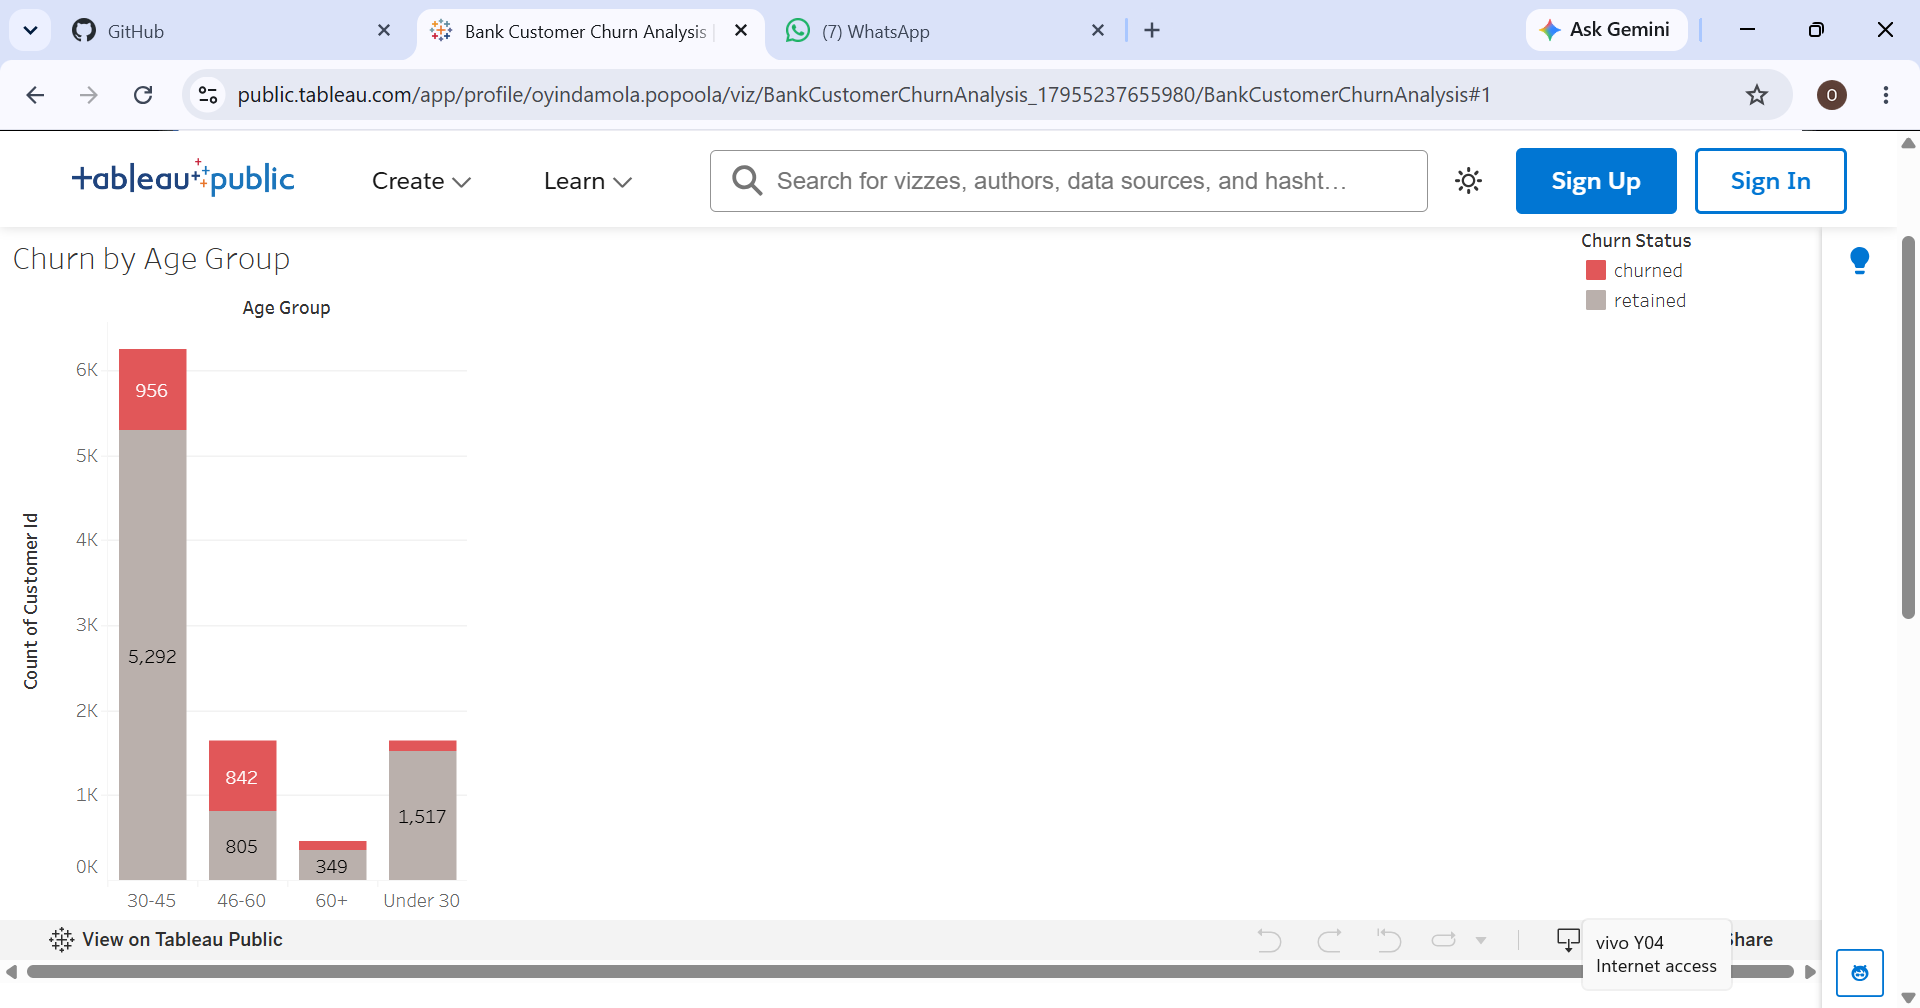 GitHub
Bank Customer Churn Analysis
(7) WhatsApp
Ask Gemini
public.tableau.com/app/profile/oyindamola.popoola/viz/BankCustomerChurnAnalysis_17955237655980/BankCustomerChurnAnalysis#1
O
tableau public
Create
Learn
Search for vizzes, authors, data sources, and hasht...
Sign Up
Sign In
Churn by Age Group
Churn Status
churned
retained
Age Group
6K
5K
4K
3K
2K
1K
0K
Count of Customer Id
956
5,292
842
805
349
1,517
30-45
46-60
60+
Under 30
View on Tableau Public
vivo Y04
Internet access
hare